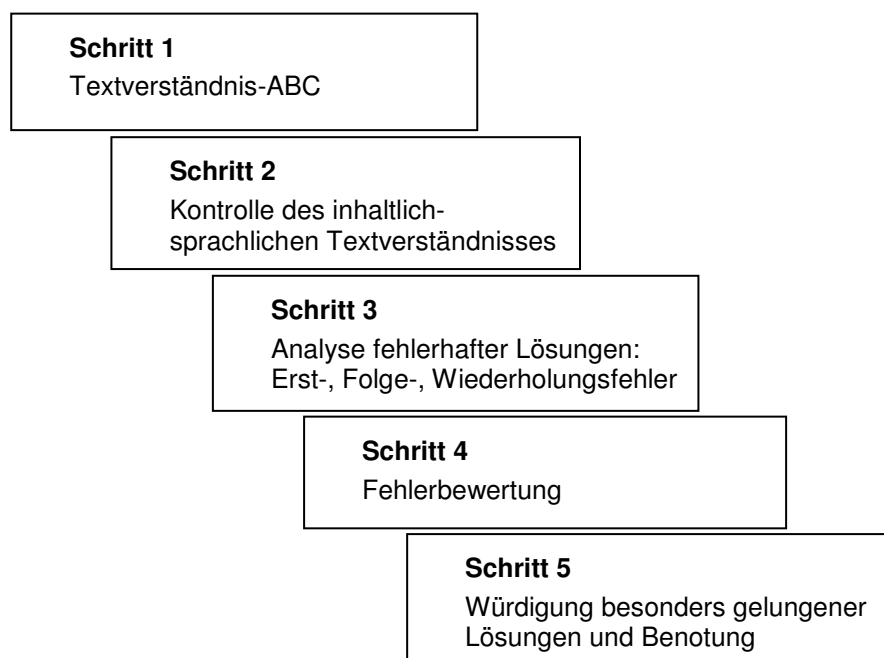 Schritt 1
Textverständnis-ABC
Schritt 2
Kontrolle des inhaltlich-
sprachlichen Textverständnisses
Schritt 3
Analyse fehlerhafter Lösungen:
Erst-, Folge-, Wiederholungsfehler
Schritt 4
Fehlerbewertung
Schritt 5
Würdigung besonders gelungener
Lösungen und Benotung